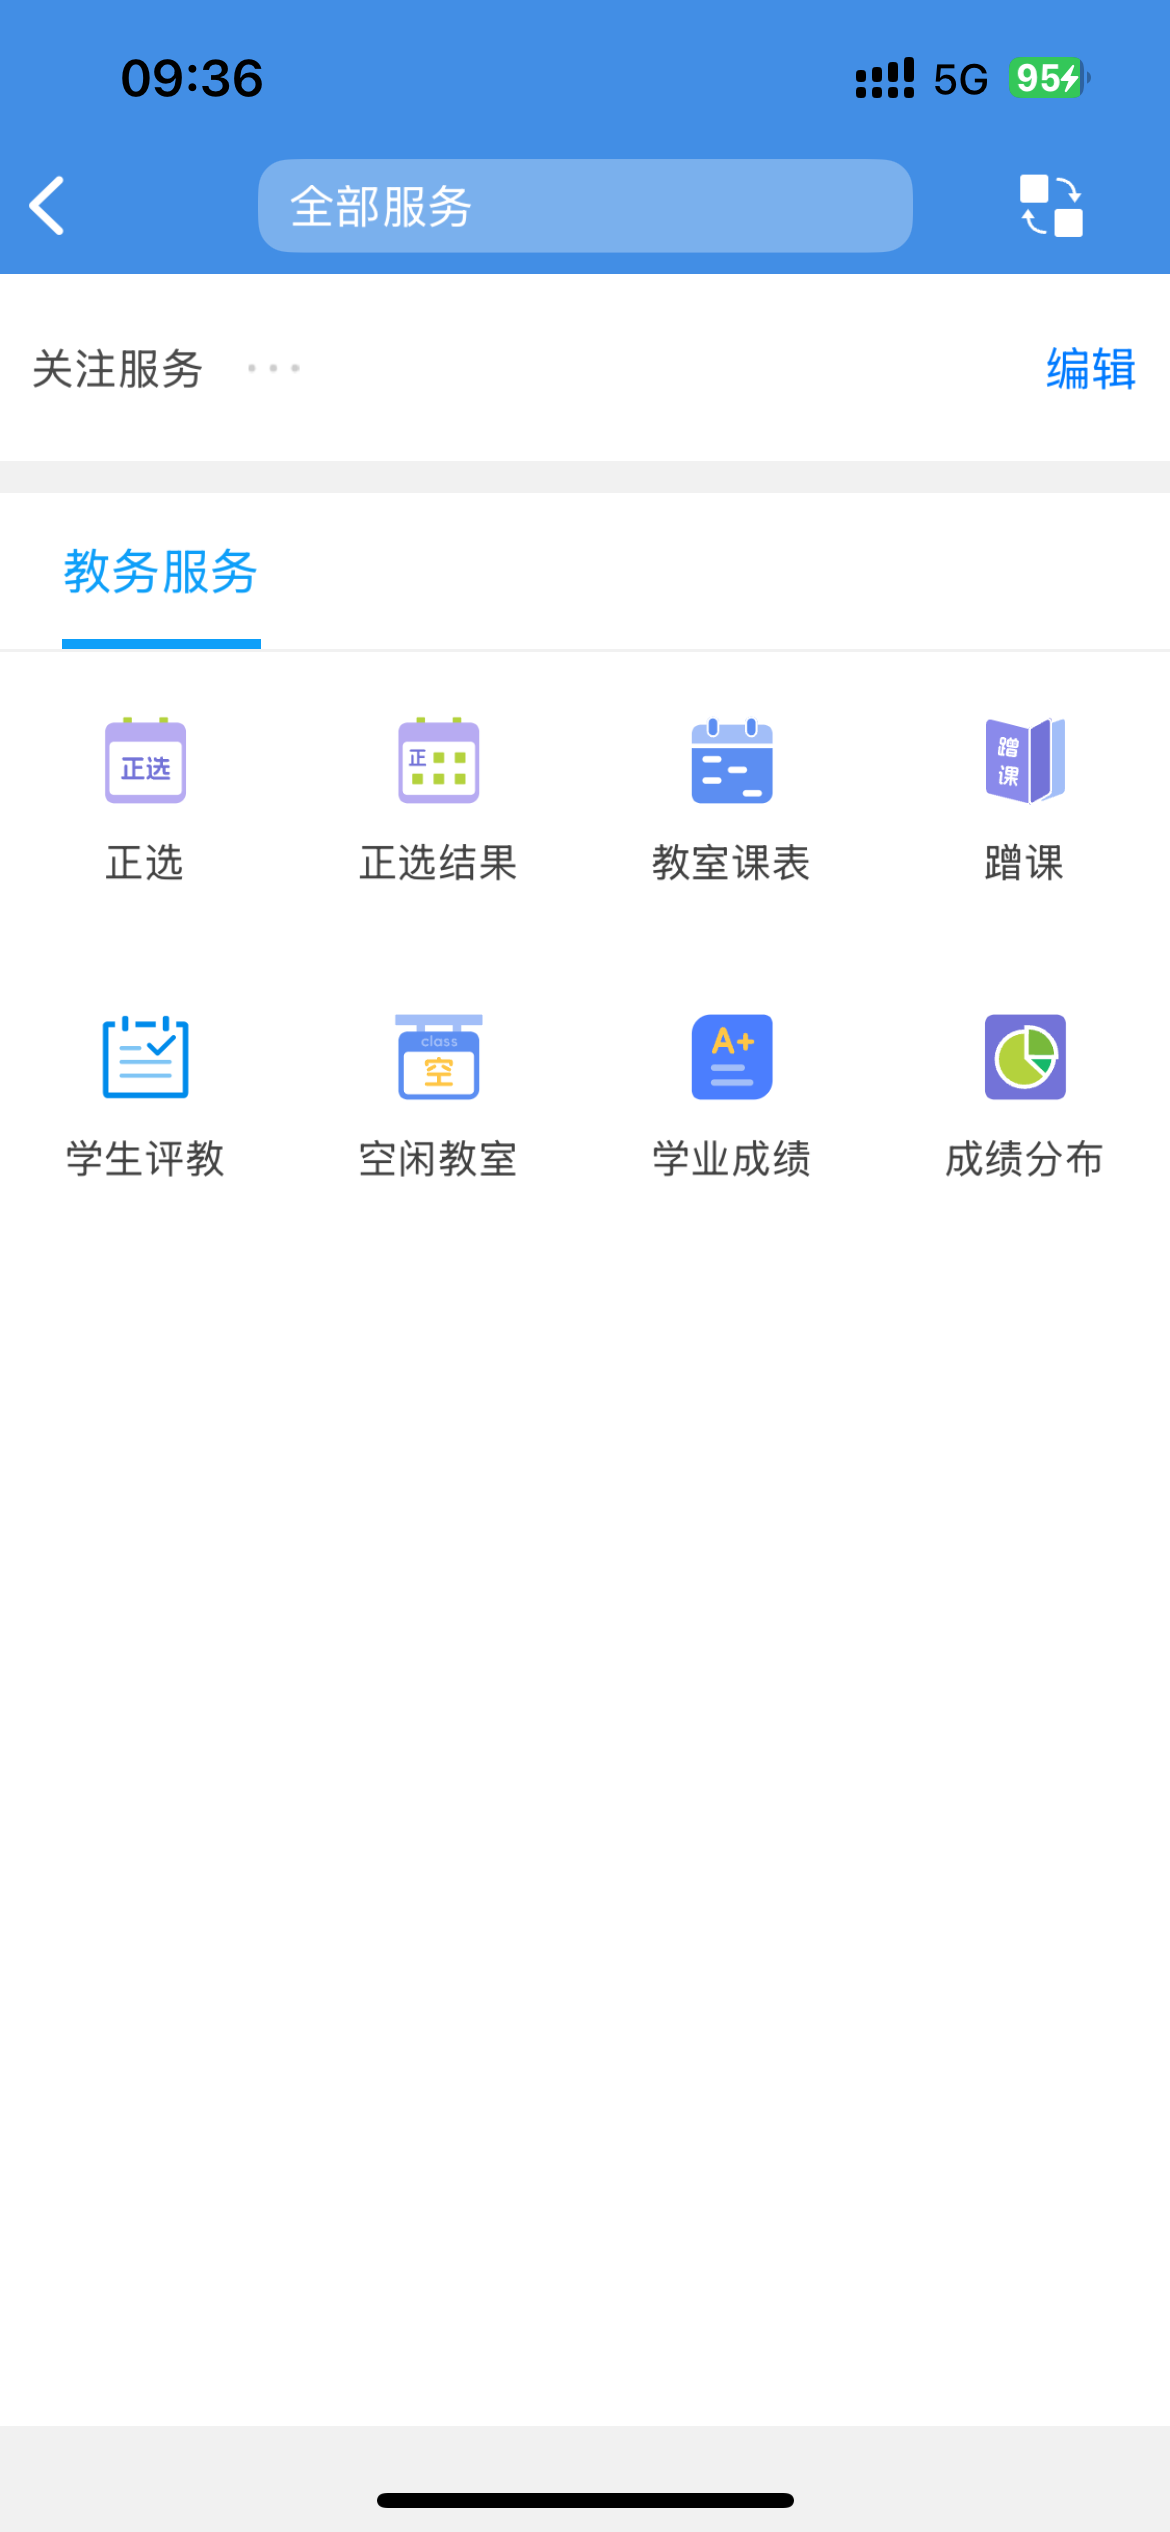 09:36 5G 95
全部服务
关注服务 ··· 编辑
教务服务
正选 正 蹭课
正选 正选结果 教室课表 蹭课
class A+
空
学生评教 空闲教室 学业成绩 成绩分布